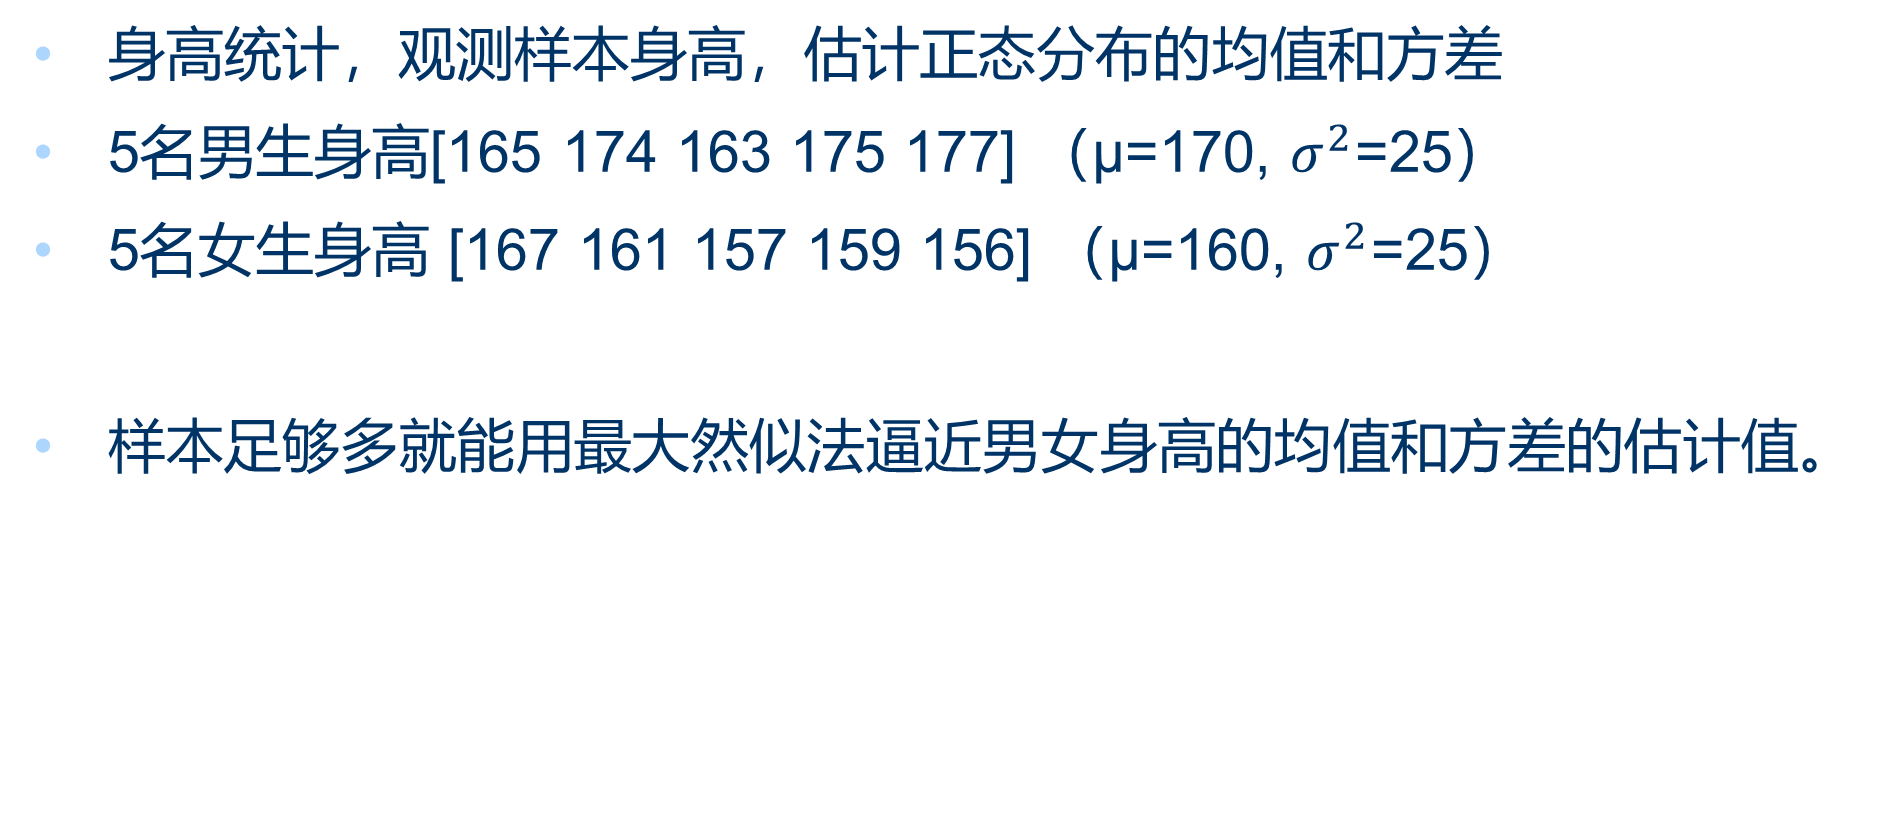 • 身高统计，观测样本身高，估计正态分布的均值和方差
• 5名男生身高[165 174 163 175 177] （μ=170, σ²=25）
• 5名女生身高 [167 161 157 159 156] （μ=160, σ²=25）
• 样本足够多就能用最大然似法逼近男女身高的均值和方差的估计值。